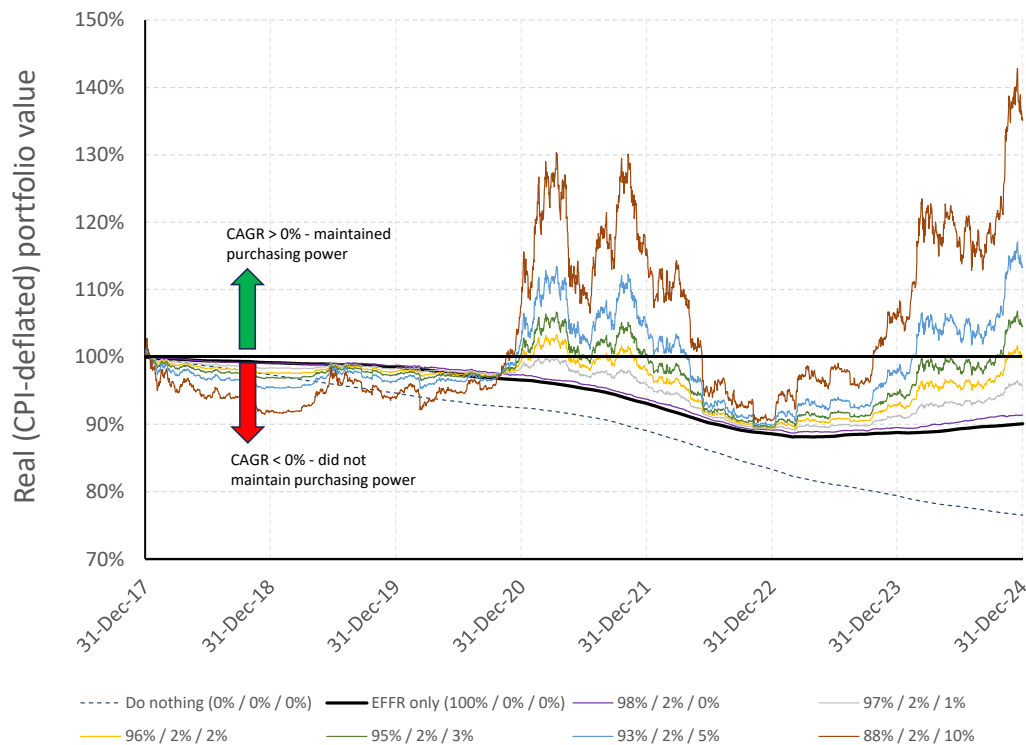 Real (CPI-deflated) portfolio value
150%
140%
130%
120%
110%
100%
90%
80%
70%
CAGR > 0% - maintained
purchasing power
CAGR < 0% - did not
maintain purchasing power
31-Dec-17
31-Dec-18
31-Dec-19
31-Dec-20
31-Dec-21
31-Dec-22
31-Dec-23
31-Dec-24
Do nothing (0% / 0% / 0%)
EFFR only (100% / 0% / 0%)
98% / 2% / 0%
97% / 2% / 1%
96% / 2% / 2%
95% / 2% / 3%
93% / 2% / 5%
88% / 2% / 10%